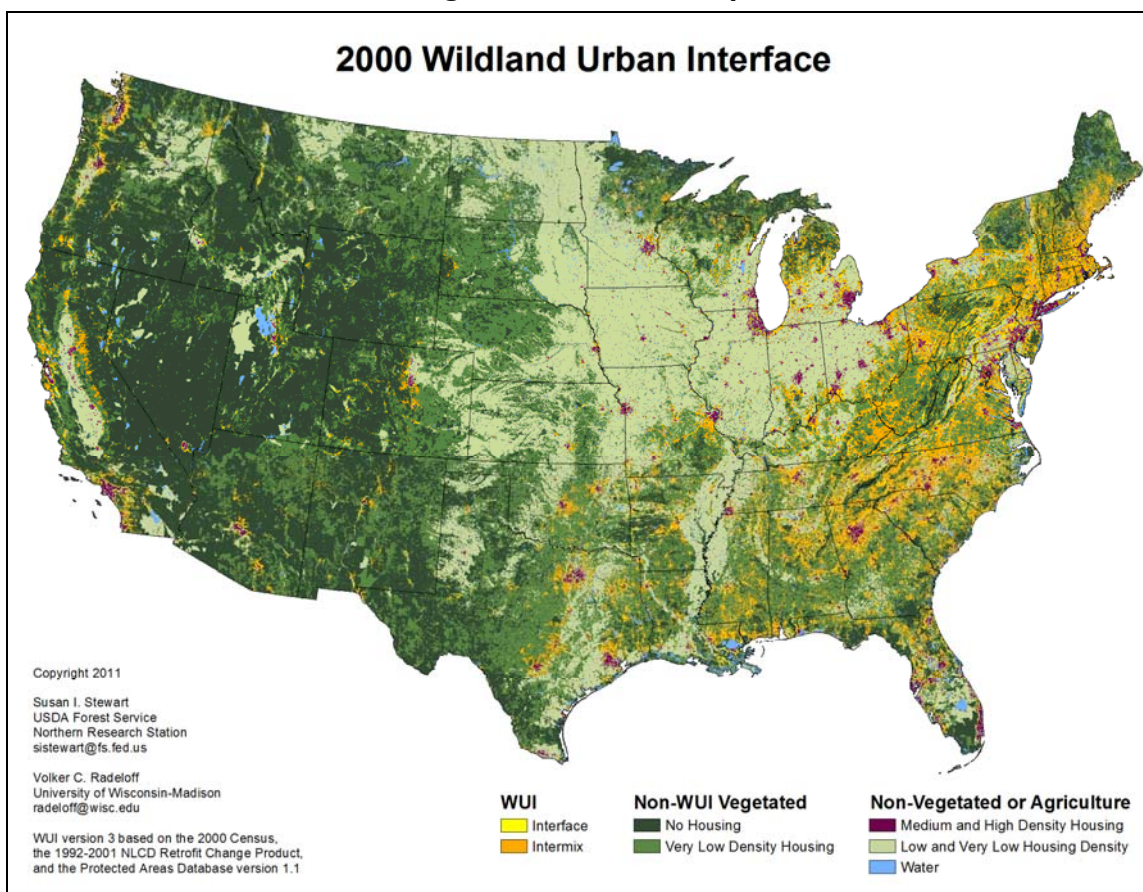 2000 Wildland Urban Interface
Copyright 2011
Susan I. Stewart
USDA Forest Service
Northern Research Station
sistewart@fs.fed.us
Volker C. Radeloff
University of Wisconsin-Madison
radeloff@wisc.edu
WUI version 3 based on the 2000 Census,
the 1992-2001 NLCD Retrofit Change Product,
and the Protected Areas Database version 1.1
WUI
Interface
Intermix
Non-WUI Vegetated
No Housing
Very Low Density Housing
Non-Vegetated or Agriculture
Medium and High Density Housing
Low and Very Low Housing Density
Water